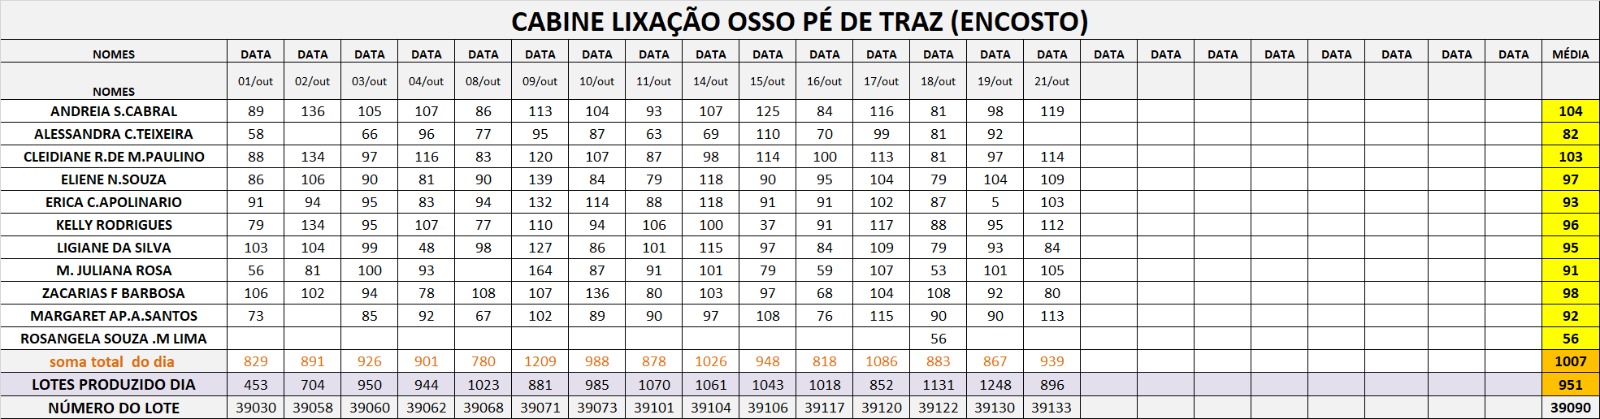 CABINE LIXAÇÃO OSSO PÉ DE TRAZ (ENCOSTO)
NOMES DATA DATA DATA DATA DATA DATA DATA DATA DATA DATA DATA DATA DATA DATA DATA DATA DATA DATA DATA DATA DATA DATA DATA MÉDIA
NOMES 01/out 02/out 03/out 04/out 08/out 09/out 10/out 11/out 14/out 15/out 16/out 17/out 18/out 19/out 21/out
ANDREIA S.CABRAL 89 136 105 107 86 113 104 93 107 125 84 116 81 98 119 104
ALESSANDRA C.TEIXEIRA 58 66 96 77 95 87 63 69 110 70 99 81 92 82
CLEIDIANE R.DE M.PAULINO 88 134 97 116 83 120 107 87 98 114 100 113 81 97 114 103
ELIENE N.SOUZA 86 106 90 81 90 139 84 79 118 90 95 104 79 104 109 97
ERICA C.APOLINARIO 91 94 95 83 94 132 114 88 118 91 91 102 87 5 103 93
KELLY RODRIGUES 79 134 95 107 77 110 94 106 100 37 91 117 88 95 112 96
LIGIANE DA SILVA 103 104 99 48 98 127 86 101 115 97 84 109 79 93 84 95
M. JULIANA ROSA 56 81 100 93 164 87 91 101 79 59 107 53 101 105 91
ZACARIAS F BARBOSA 106 102 94 78 108 107 136 80 103 97 68 104 108 92 80 98
MARGARET AP.A.SANTOS 73 85 92 67 102 89 90 97 108 76 115 90 90 113 92
ROSANGELA SOUZA .M LIMA 56 56
soma total do dia 829 891 926 901 780 1209 988 878 1026 948 818 1086 883 867 939 1007
LOTES PRODUZIDO DIA 453 704 950 944 1023 881 985 1070 1061 1043 1018 852 1131 1248 896 951
NÚMERO DO LOTE 39030 39058 39060 39062 39068 39071 39073 39101 39104 39106 39117 39120 39122 39130 39133 39090